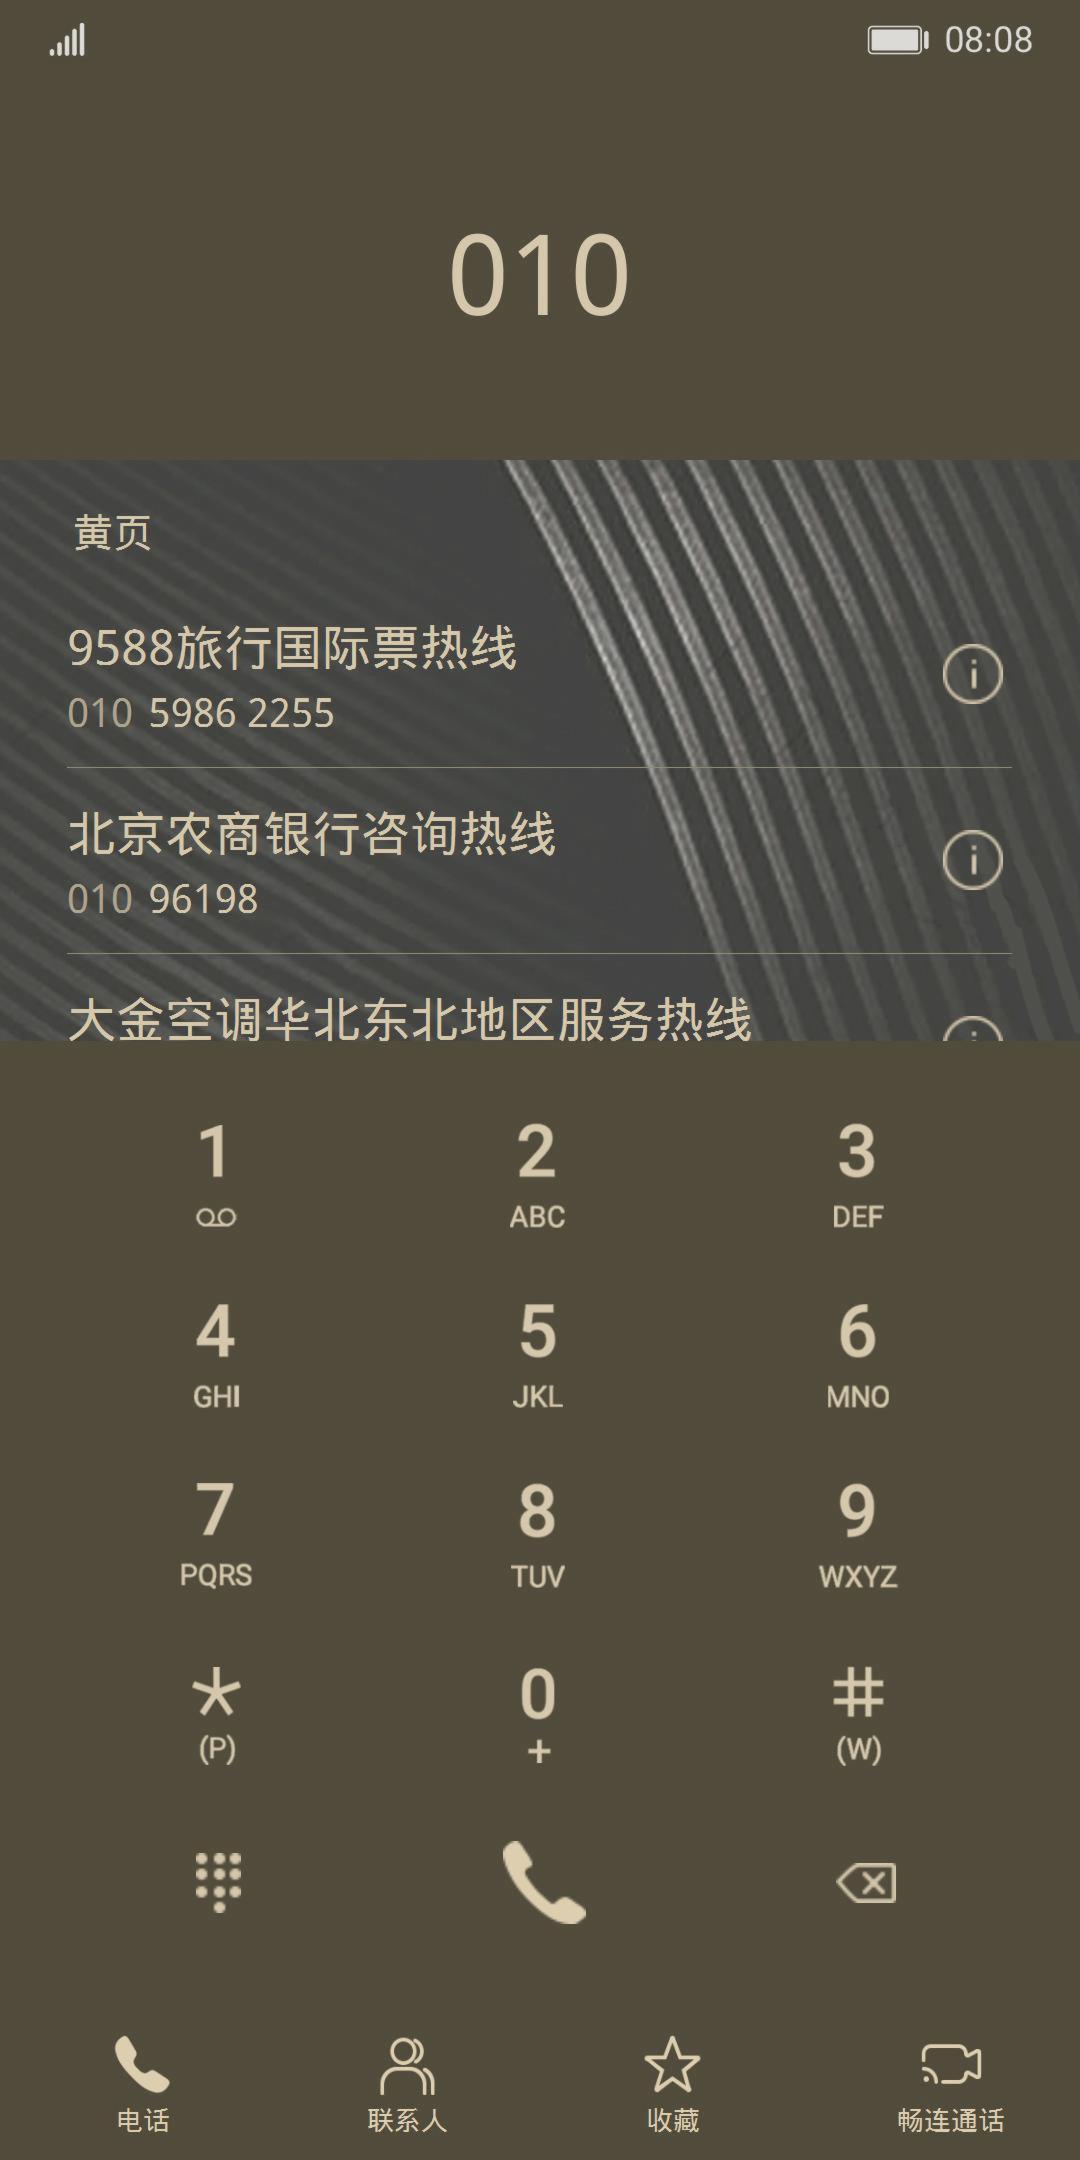 08:08
010
黄页
9588旅行国际票热线
010 5986 2255
北京农商银行咨询热线
010 96198
大金空调华北东北地区服务热线
1 2 3
ABC DEF
4 5 6
GHI JKL MNO
7 8 9
PQRS TUV WXYZ
* 0 #
(P) + (W)
电话 联系人 收藏 畅连通话